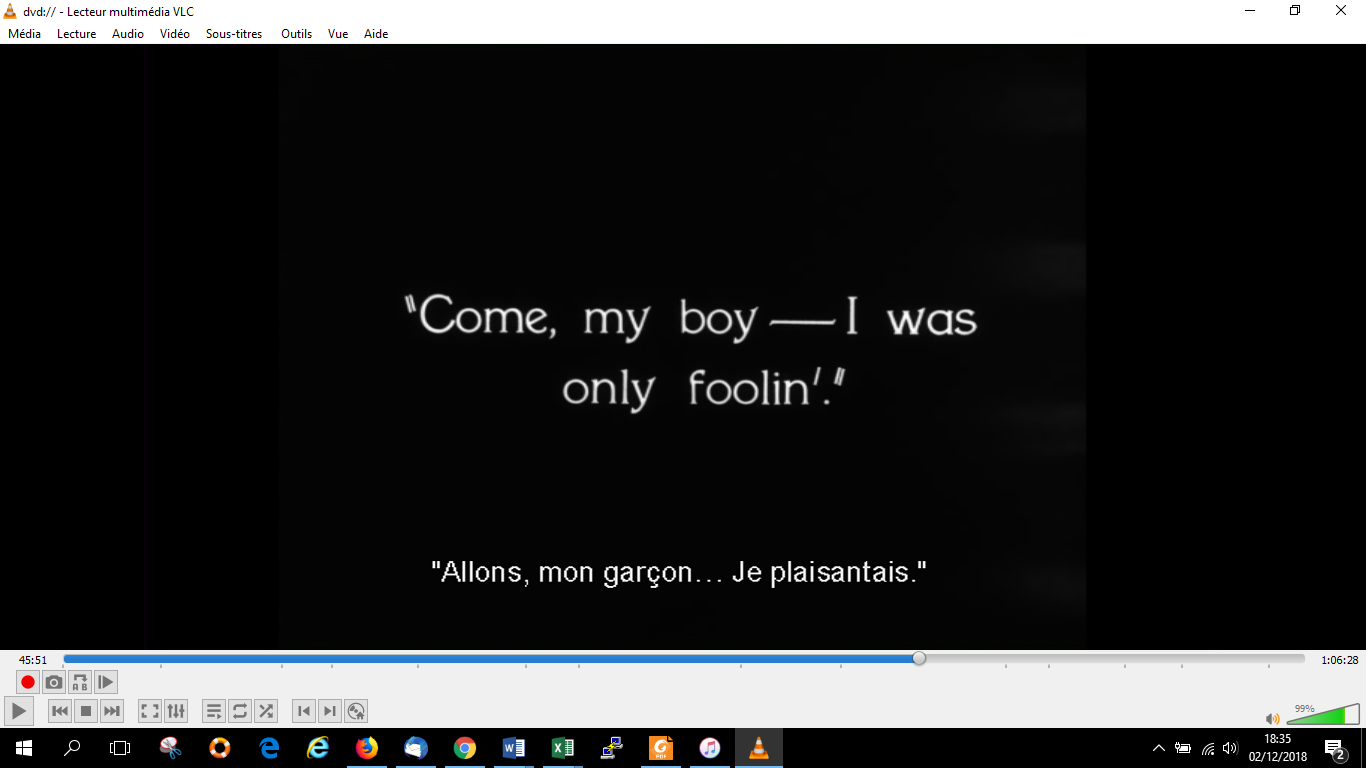 dvd:// - Lecteur multimédia VLC
Média Lecture Audio Vidéo Sous-titres Outils Vue Aide
"Come, my boy — I was
only foolin'."
"Allons, mon garçon... Je plaisantais."
45:51 1:06:28
A B
99%
PDF
18:35
02/12/2018
2